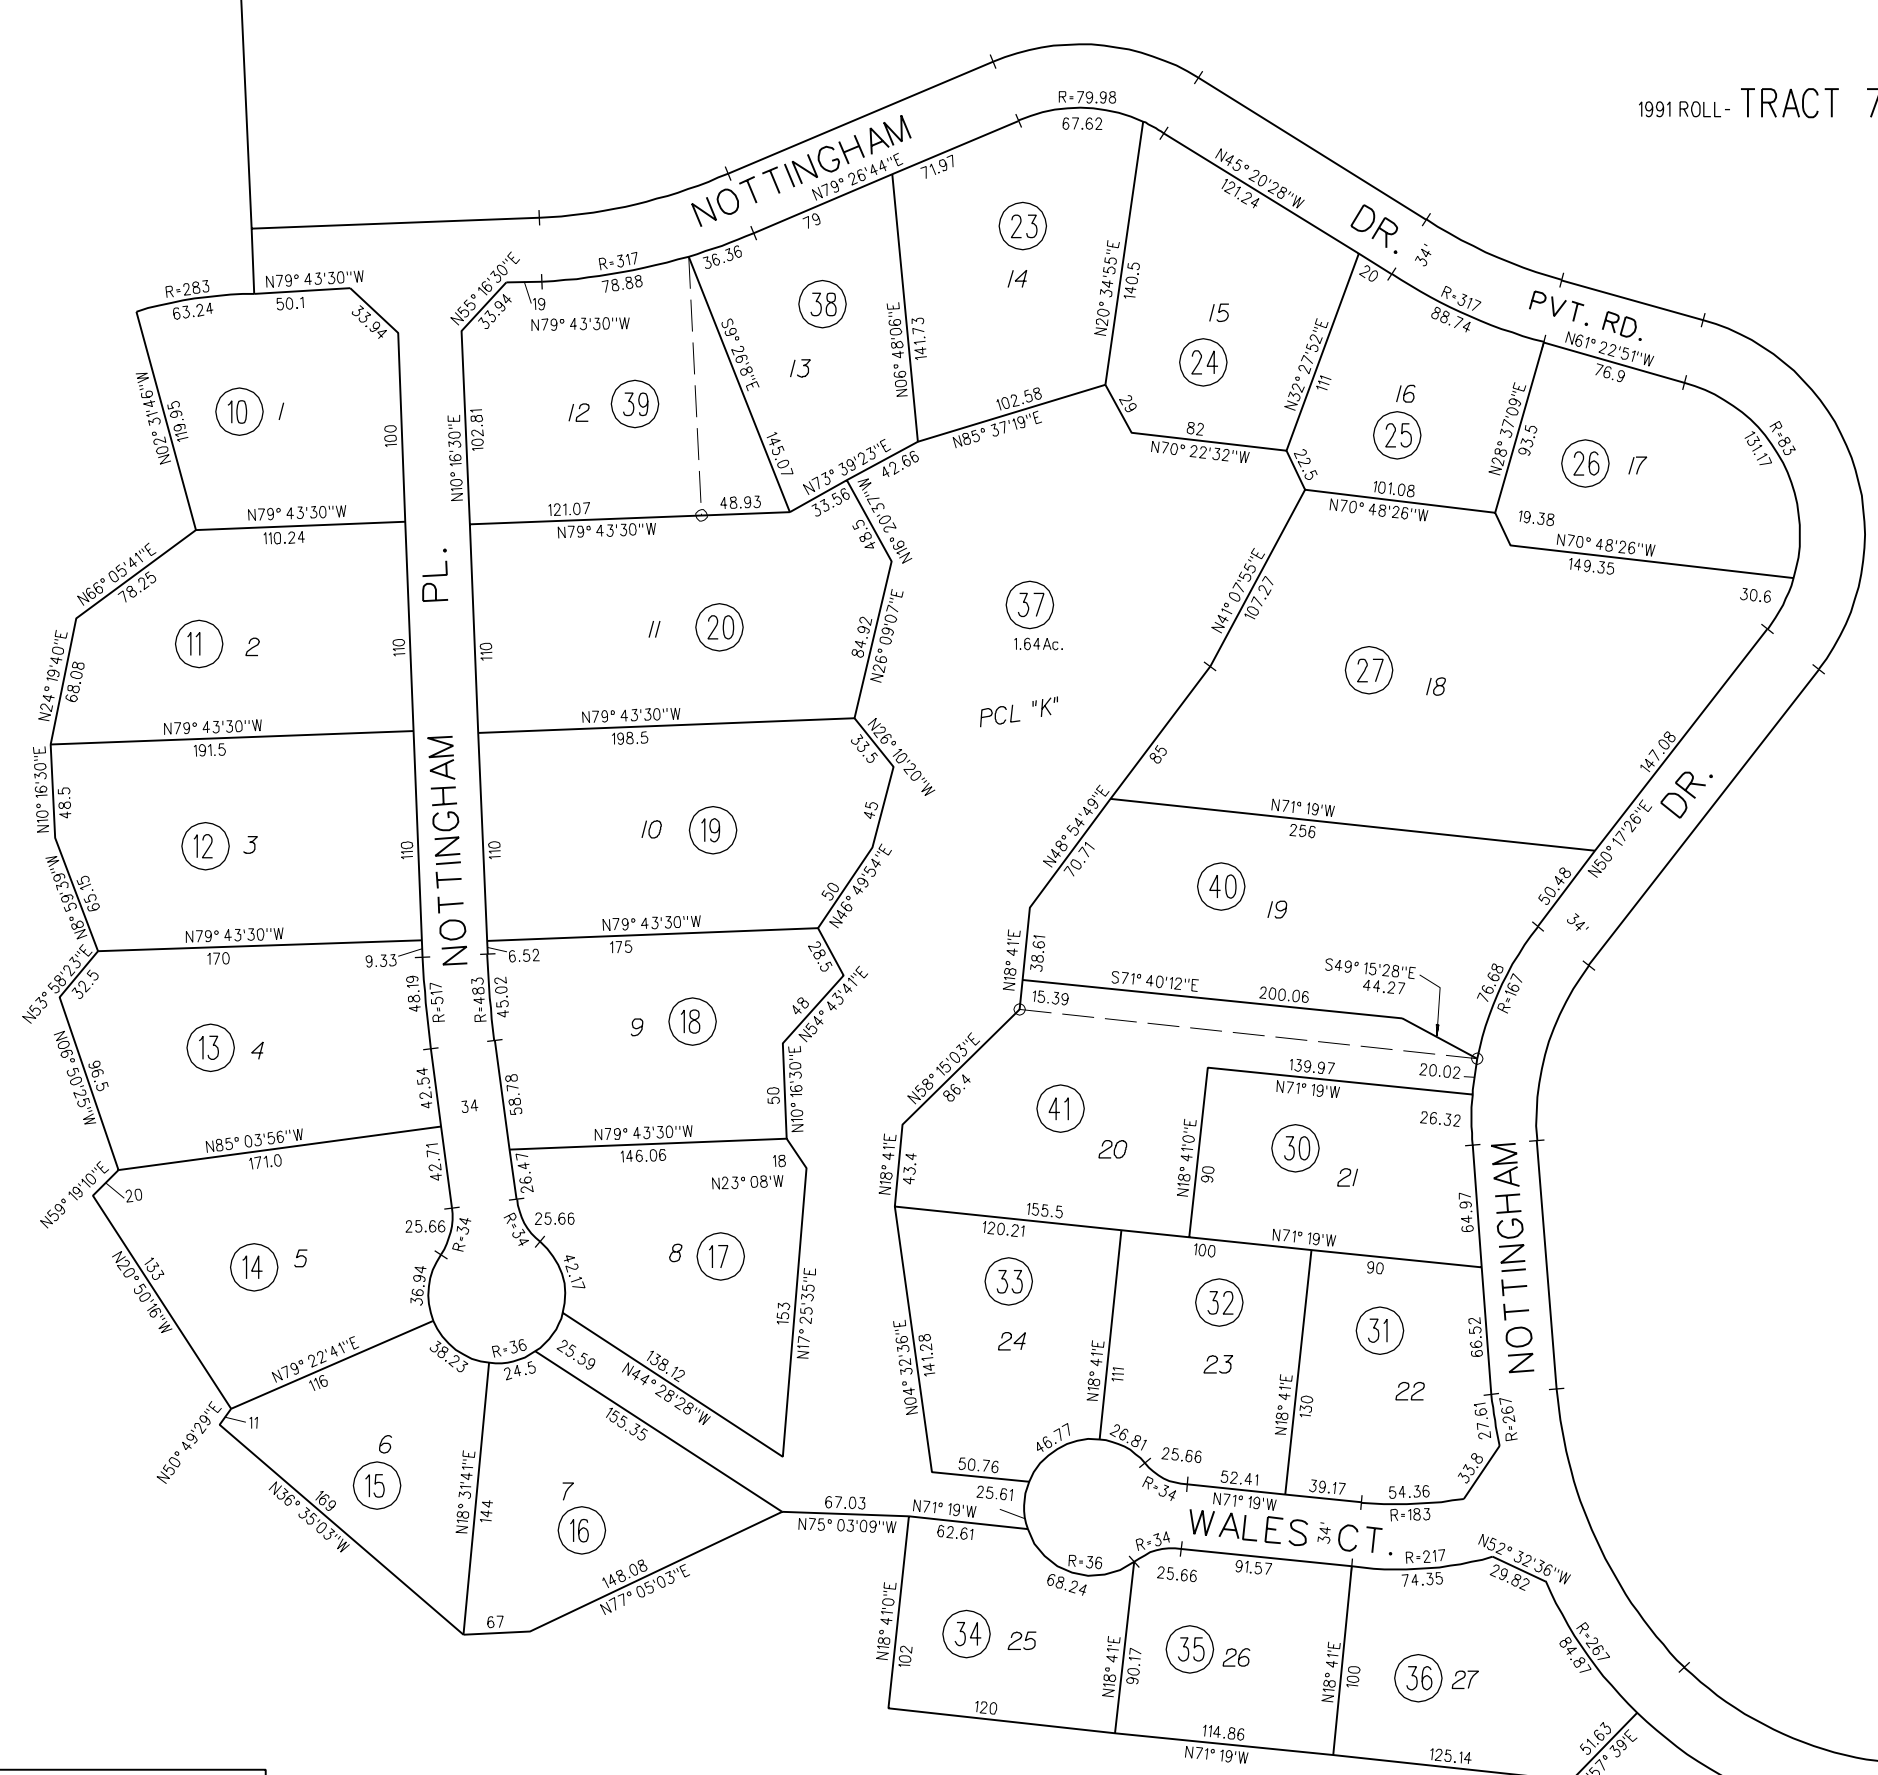 1991 ROLL- TRACT 7
NOTTINGHAM
DR.
34'
PVT. RD.
R=79.98
67.62
N79° 26'44"E
71.97
79
36.36
R=317
78.88
N55° 16'30"E
33.94
19
N79° 43'30"W
R=283
63.24
N79° 43'30"W
50.1
33.94
N45° 20'28"W
121.24
20
R=317
88.74
N61° 22'51"W
76.9
R=83
131.17
30.6
N02° 31'46"W
119.95
10
1
100
N79° 43'30"W
110.24
N10° 16'30"E
102.81
12
39
S9° 26'8"E
145.07
121.07
N79° 43'30"W
48.93
38
13
N06° 48'06"E
141.73
23
14
N20° 34'55"E
140.5
102.58
N85° 37'19"E
N73° 39'23"E
42.66
33.56
15
24
29
82
N70° 22'32"W
N32° 27'52"E
111
22.5
16
25
101.08
N70° 48'26"W
N28° 37'09"E
93.5
26
17
19.38
N70° 48'26"W
149.35
N66° 05'41"E
78.25
N24° 19'40"E
68.08
11
2
110
PL.
110
N79° 43'30"W
191.5
11
20
N16° 20'37"W
48.5
84.92
N26° 09'07"E
N79° 43'30"W
198.5
N26° 10'20"W
33.5
37
1.64Ac.
PCL "K"
N41° 07'55"E
107.27
27
18
85
147.08
DR.
N50° 17'26"E
N71° 19'W
256
N10° 16'30"E
48.5
N8° 59'39"W
65.15
12
3
110
NOTTINGHAM
110
N79° 43'30"W
170
9.33
10
19
45
50
N46° 49'54"E
N79° 43'30"W
175
6.52
28.5
N48° 54'49"E
70.71
40
19
50.48
34'
N18° 41'E
38.61
S71° 40'12"E
200.06
S49° 15'28"E
44.27
15.39
76.68
R=167
N53° 58'23"E
32.5
N06° 50'25"W
96.5
13
4
48.19
R=517
R=483
45.02
42.54
34
58.78
9
18
48
N54° 43'41"E
50
N10° 16'30"E
N79° 43'30"W
146.06
N85° 03'56"W
171.0
N58° 15'03"E
86.4
41
20
139.97
N71° 19'W
20.02
26.32
N18° 41'0"E
90
30
21
N18° 41'E
43.4
64.97
NOTTINGHAM
N59° 19'10"E
20
42.71
26.47
25.66
R=34
R=34
25.66
14
5
133
N20° 50'16"W
36.94
42.17
8
17
18
N23° 08'W
153
N17° 25'35"E
155.5
120.21
100
N71° 19'W
90
33
24
N04° 32'36"E
141.28
N18° 41'E
111
32
23
N18° 41'E
130
31
22
66.52
27.61
R=267
33.8
N79° 22'41"E
116
38.23
R=36
24.5
25.59
138.12
N44° 28'28"W
155.35
N50° 49'29"E
11
6
15
169
N36° 35'03"W
N18° 31'41"E
144
7
16
148.08
N77° 05'03"E
67
46.77
26.81
25.66
R=34
52.41
N71° 19'W
39.17
54.36
R=183
50.76
25.61
67.03
N75° 03'09"W
N71° 19'W
62.61
WALES CT.
34'
R=36
68.24
R=34
25.66
91.57
R=217
74.35
N52° 32'36"W
29.82
N18° 41'0"E
102
34
25
N18° 41'E
90.17
35
26
N18° 41'E
100
36
27
R=267
84.87
51.63
N57° 39'E
120
114.86
N71° 19'W
125.14